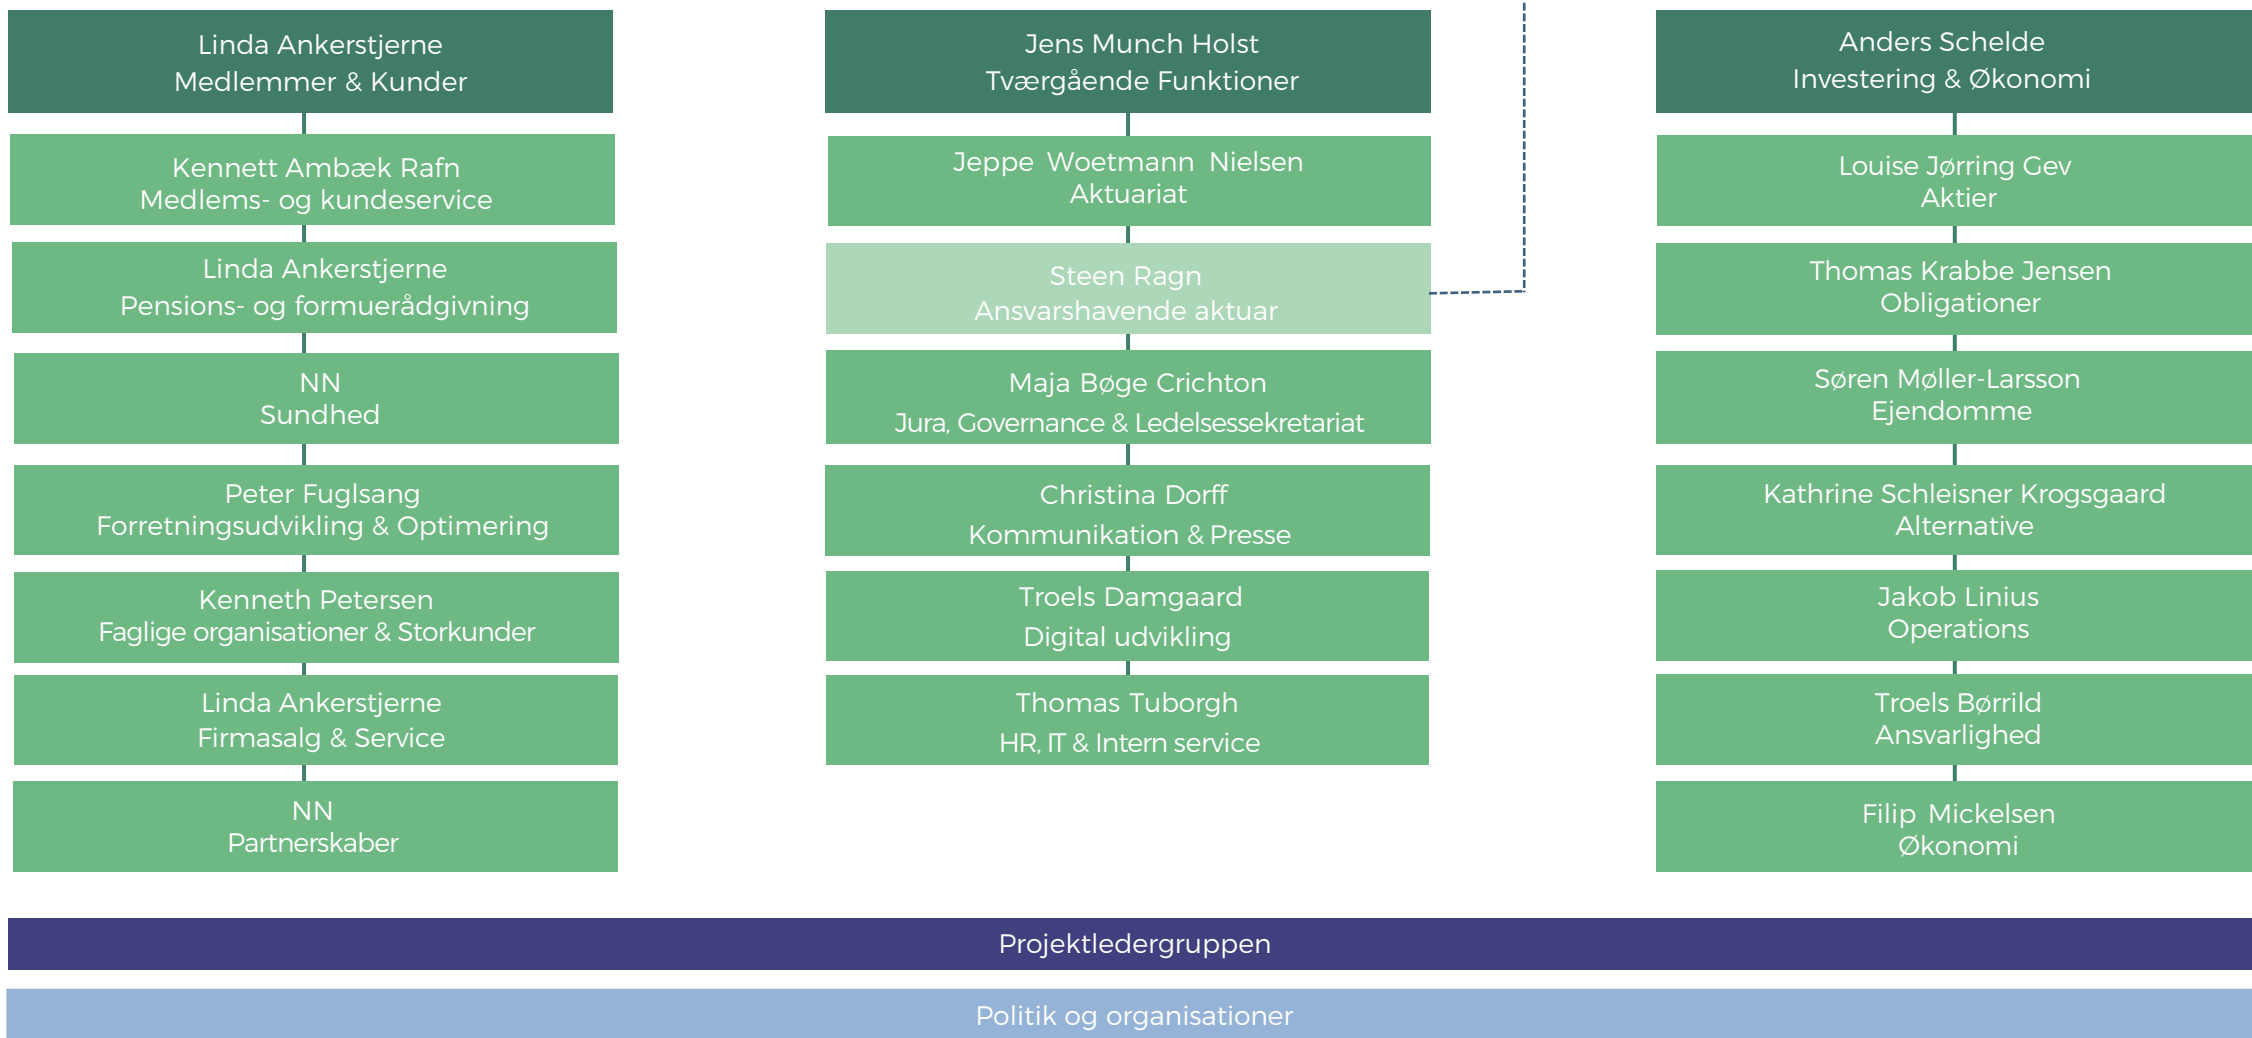 Linda Ankerstjerne
Medlemmer & Kunder
Kennett Ambæk Rafn
Medlems- og kundeservice
Linda Ankerstjerne
Pensions- og formuerådgivning
NN
Sundhed
Peter Fuglsang
Forretningsudvikling & Optimering
Kenneth Petersen
Faglige organisationer & Storkunder
Linda Ankerstjerne
Firmasalg & Service
NN
Partnerskaber
Jens Munch Holst
Tværgående Funktioner
Jeppe Woetmann Nielsen
Aktuariat
Steen Ragn
Ansvarshavende aktuar
Maja Bøge Crichton
Jura, Governance & Ledelsessekretariat
Christina Dorff
Kommunikation & Presse
Troels Damgaard
Digital udvikling
Thomas Tuborgh
HR, IT & Intern service
Anders Schelde
Investering & Økonomi
Louise Jørring Gev
Aktier
Thomas Krabbe Jensen
Obligationer
Søren Møller-Larsson
Ejendomme
Kathrine Schleisner Krogsgaard
Alternative
Jakob Linius
Operations
Troels Børrild
Ansvarlighed
Filip Mickelsen
Økonomi
Projektledergruppen
Politik og organisationer